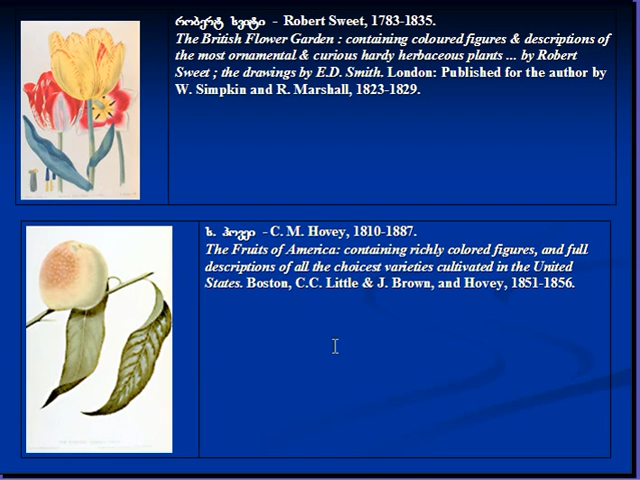 რობერტ სვიტი - Robert Sweet, 1783-1835.
The British Flower Garden : containing coloured figures & descriptions of
the most ornamental & curious hardy herbaceous plants ... by Robert
Sweet ; the drawings by E.D. Smith. London: Published for the author by
W. Simpkin and R. Marshall, 1823-1829.
ს. ჰოვეი - C. M. Hovey, 1810-1887.
The Fruits of America: containing richly colored figures, and full
descriptions of all the choicest varieties cultivated in the United
States. Boston, C.C. Little & J. Brown, and Hovey, 1851-1856.